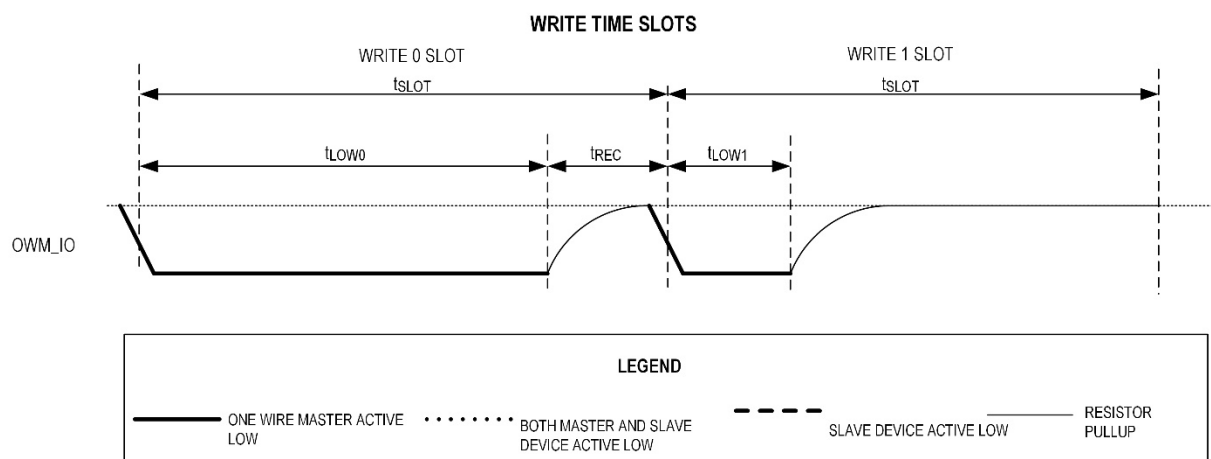 WRITE TIME SLOTS
WRITE 0 SLOT
WRITE 1 SLOT
tSLOT
tSLOT
tLOW0
tREC
tLOW1
OWM_IO
LEGEND
ONE WIRE MASTER ACTIVE
LOW
BOTH MASTER AND SLAVE
DEVICE ACTIVE LOW
SLAVE DEVICE ACTIVE LOW
RESISTOR
PULLUP